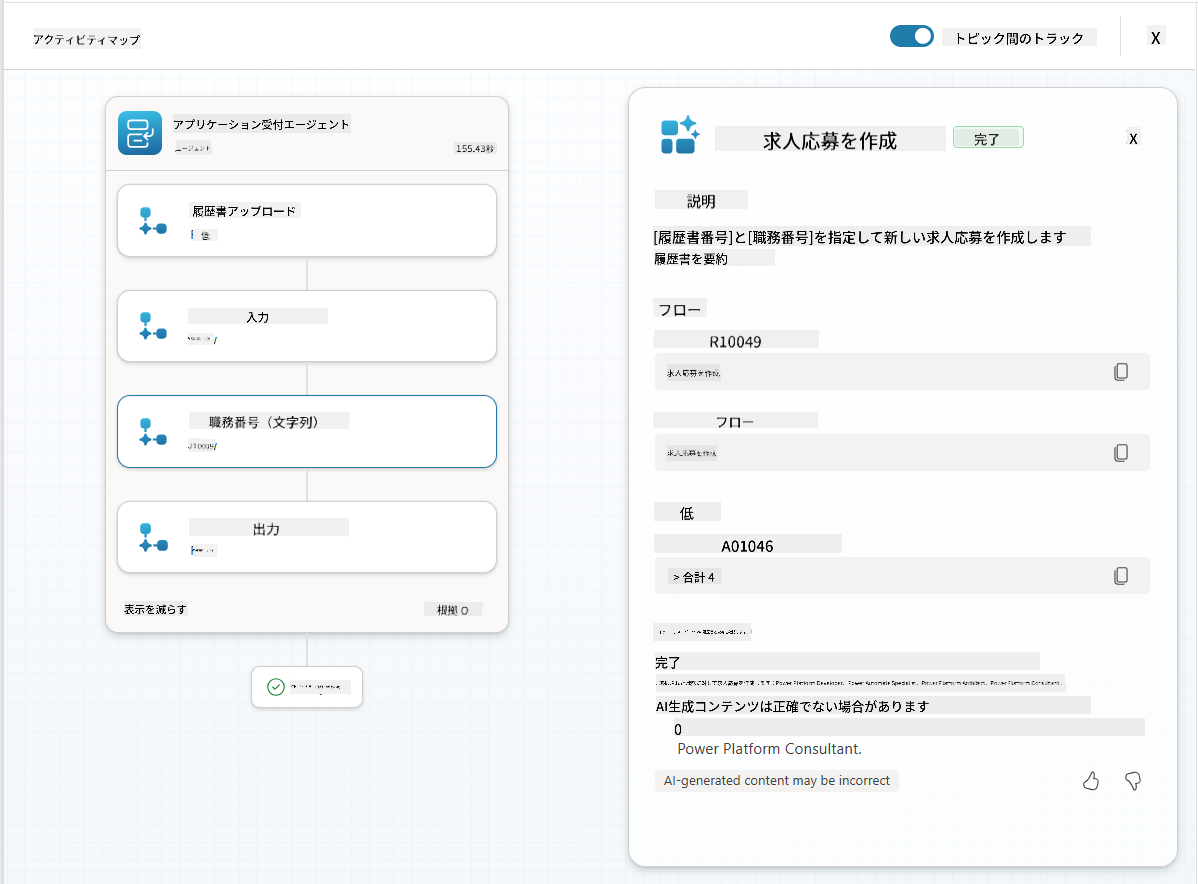 アクティビティマップ
トピック間のトラック
X
アプリケーション受付エージェント
エージェント
155.43秒
履歴書アップロード
低
入力
職務番号（文字列）
J10009/
出力
表示を減らす
根拠 0
求人応募を作成
完了
X
説明
[履歴書番号]と[職務番号]を指定して新しい求人応募を作成します
履歴書を要約
フロー
R10049
求人応募を作成
フロー
求人応募を作成
低
A01046
> 合計 4
完了
Power Platform Developer、Power Automate Specialist、Power Platform Architect、Power Platform Consultant.
AI生成コンテンツは正確でない場合があります
0
Power Platform Consultant.
AI-generated content may be incorrect